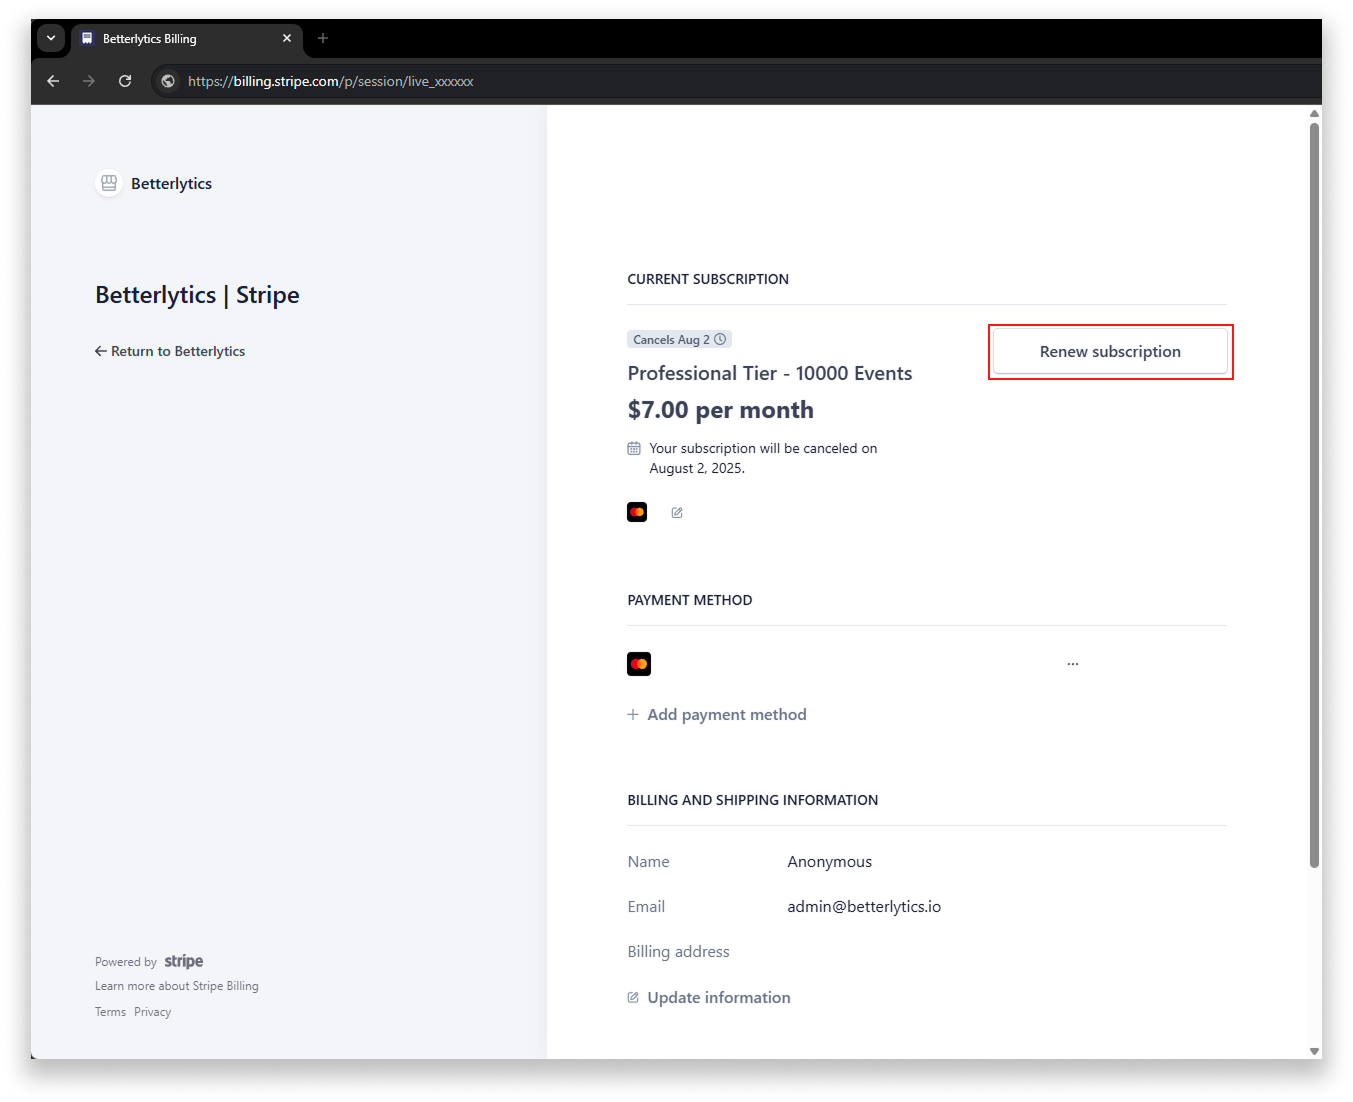 Betterlytics Billing
https://billing.stripe.com/p/session/live_xxxxxx
Betterlytics
Betterlytics | Stripe
← Return to Betterlytics
Powered by stripe
Learn more about Stripe Billing
Terms Privacy
CURRENT SUBSCRIPTION
Cancels Aug 2
Renew subscription
Professional Tier - 10000 Events
$7.00 per month
Your subscription will be canceled on
August 2, 2025.
PAYMENT METHOD
...
+ Add payment method
BILLING AND SHIPPING INFORMATION
Name Anonymous
Email admin@betterlytics.io
Billing address
Update information